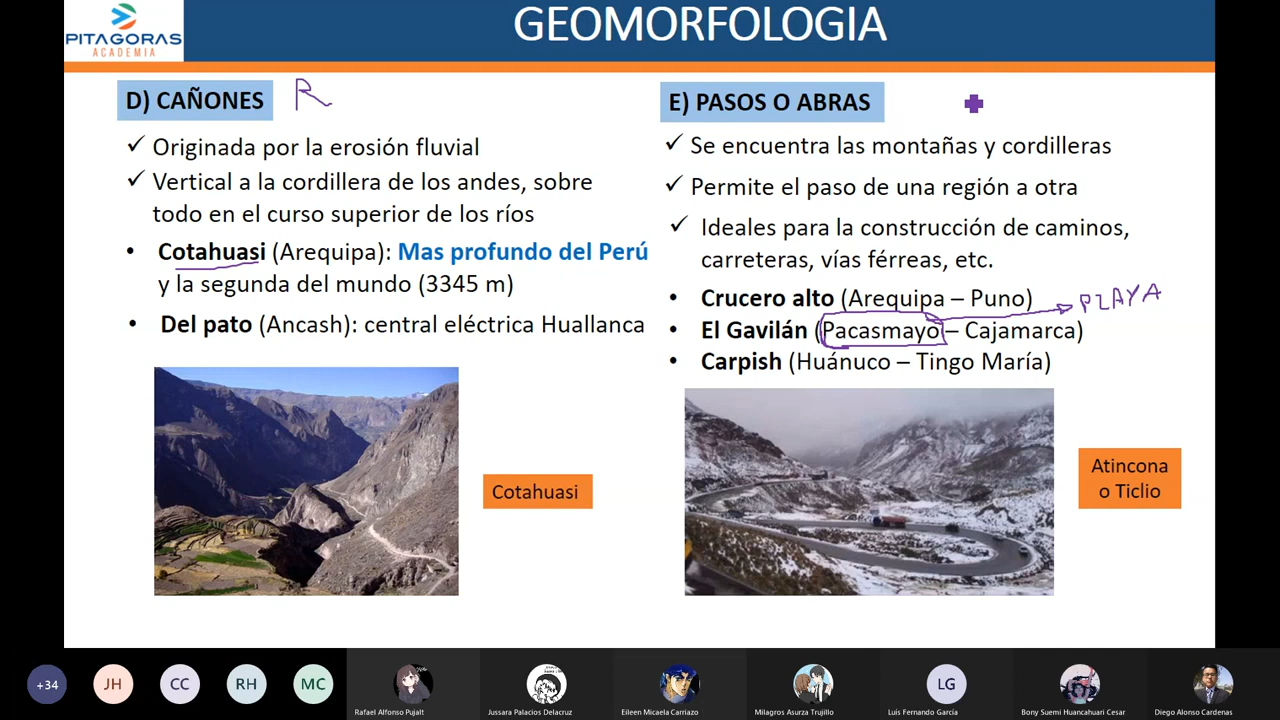 PITAGORAS
ACADEMIA
GEOMORFOLOGIA
D) CAÑONES
R
✓ Originada por la erosión fluvial
✓ Vertical a la cordillera de los andes, sobre
todo en el curso superior de los ríos
• Cotahuasi (Arequipa): Mas profundo del Perú
y la segunda del mundo (3345 m)
• Del pato (Ancash): central eléctrica Huallanca
Cotahuasi
E) PASOS O ABRAS
✓ Se encuentra las montañas y cordilleras
✓ Permite el paso de una región a otra
✓ Ideales para la construcción de caminos,
carreteras, vías férreas, etc.
• Crucero alto (Arequipa – Puno)
PLAYA
• El Gavilán (Pacasmayo – Cajamarca)
• Carpish (Huánuco – Tingo María)
Atincona
o Ticlio
+34
JH
CC
RH
MC
LG
Rafael Alfonso Pujalt
Jussara Palacios Delacruz
Eileen Micaela Carriazo
Milagros Asurza Trujillo
Luis Fernando García
Bony Suemi Huancahuari Cesar
Diego Alonso Cardenas